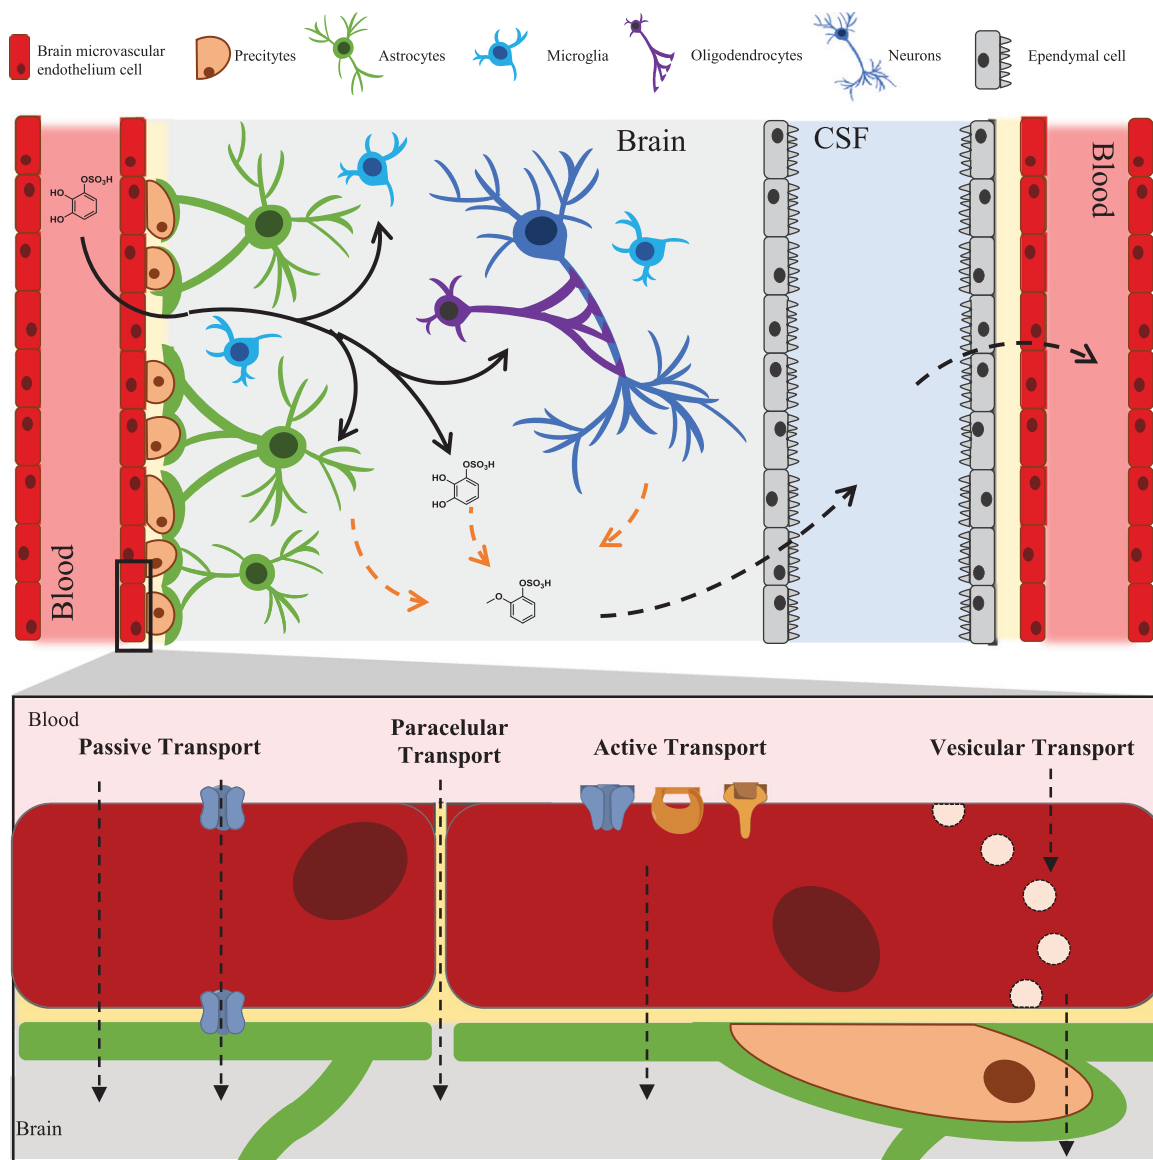 Brain microvascular
endothelium cell
Precitytes
Astrocytes
Microglia
Oligodendrocytes
Neurons
Ependymal cell
Brain
CSF
Blood
OSO₃H
HO
HO
Blood
OSO₃H
HO
HO
OSO₃H
O
Blood
Passive Transport
Paracelular
Transport
Active Transport
Vesicular Transport
Brain